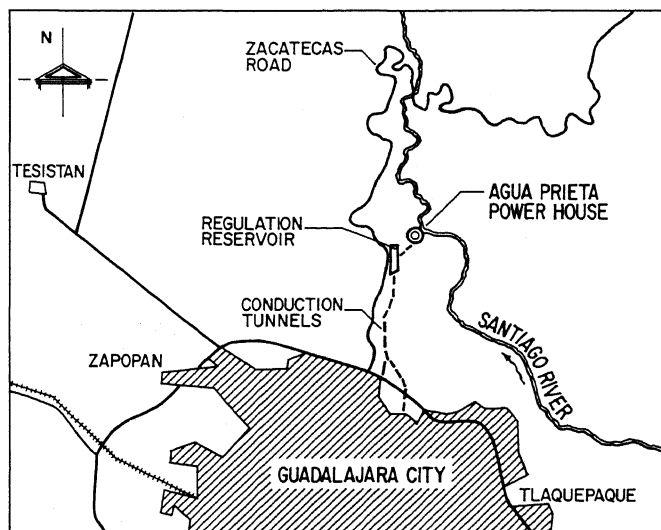 N
ZACATECAS
ROAD
TESISTAN
AGUA PRIETA
POWER HOUSE
REGULATION
RESERVOIR
CONDUCTION
TUNNELS
SANTIAGO RIVER
ZAPOPAN
GUADALAJARA CITY
TLAQUEPAQUE